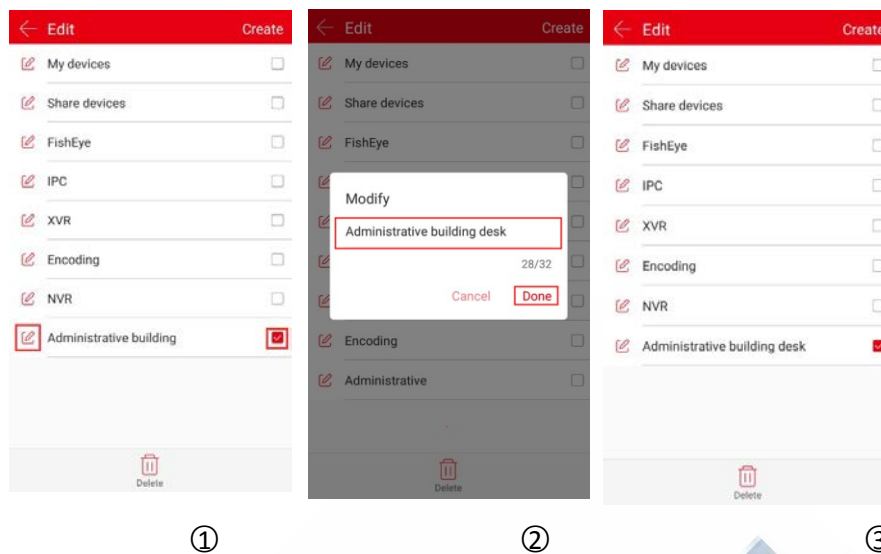 Edit Create
My devices
Share devices
FishEye
IPC
XVR
Encoding
NVR
Administrative building
Delete
①
Edit Create
My devices
Share devices
FishEye
Modify
Administrative building desk
28/32
Cancel Done
Encoding
Administrative
Delete
②
Edit Create
My devices
Share devices
FishEye
IPC
XVR
Encoding
NVR
Administrative building desk
Delete
③